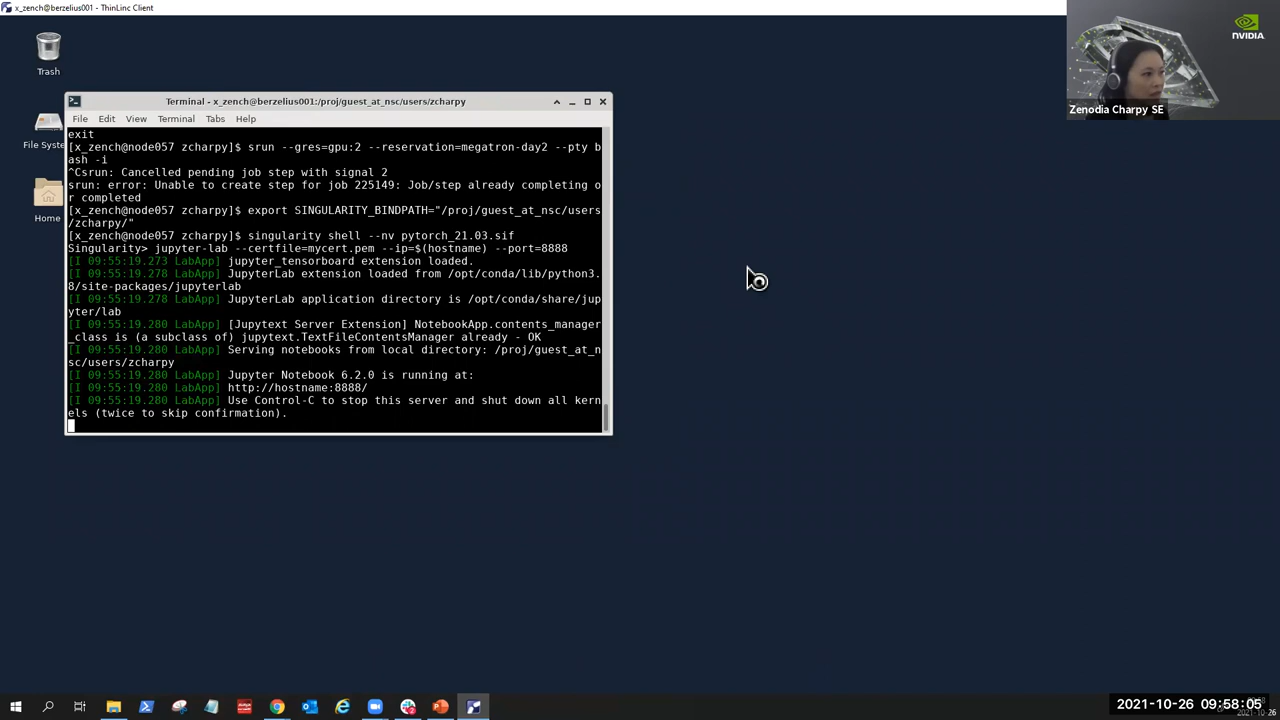 x_zench@berzelius001 - ThinLinc Client
NVIDIA
Zenodia Charpy SE
Trash
File Syste
Home
Terminal - x_zench@berzelius001:/proj/guest_at_nsc/users/zcharpy
File Edit View Terminal Tabs Help
exit
[x_zench@node057 zcharpy]$ srun --gres=gpu:2 --reservation=megatron-day2 --pty b
ash -i
^Csrun: Cancelled pending job step with signal 2
srun: error: Unable to create step for job 225149: Job/step already completing o
r completed
[x_zench@node057 zcharpy]$ export SINGULARITY_BINDPATH="/proj/guest_at_nsc/users
/zcharpy/"
[x_zench@node057 zcharpy]$ singularity shell --nv pytorch_21.03.sif
Singularity> jupyter-lab --certfile=mycert.pem --ip=$(hostname) --port=8888
[I 09:55:19.273 LabApp] jupyter_tensorboard extension loaded.
[I 09:55:19.278 LabApp] JupyterLab extension loaded from /opt/conda/lib/python3.
8/site-packages/jupyterlab
[I 09:55:19.278 LabApp] JupyterLab application directory is /opt/conda/share/jup
yter/lab
[I 09:55:19.280 LabApp] [Jupytext Server Extension] NotebookApp.contents_manager
_class is (a subclass of) jupytext.TextFileContentsManager already - OK
[I 09:55:19.280 LabApp] Serving notebooks from local directory: /proj/guest_at_n
sc/users/zcharpy
[I 09:55:19.280 LabApp] Jupyter Notebook 6.2.0 is running at:
[I 09:55:19.280 LabApp] http://hostname:8888/
[I 09:55:19.280 LabApp] Use Control-C to stop this server and shut down all kern
els (twice to skip confirmation).
2021-10-26 09:58:05